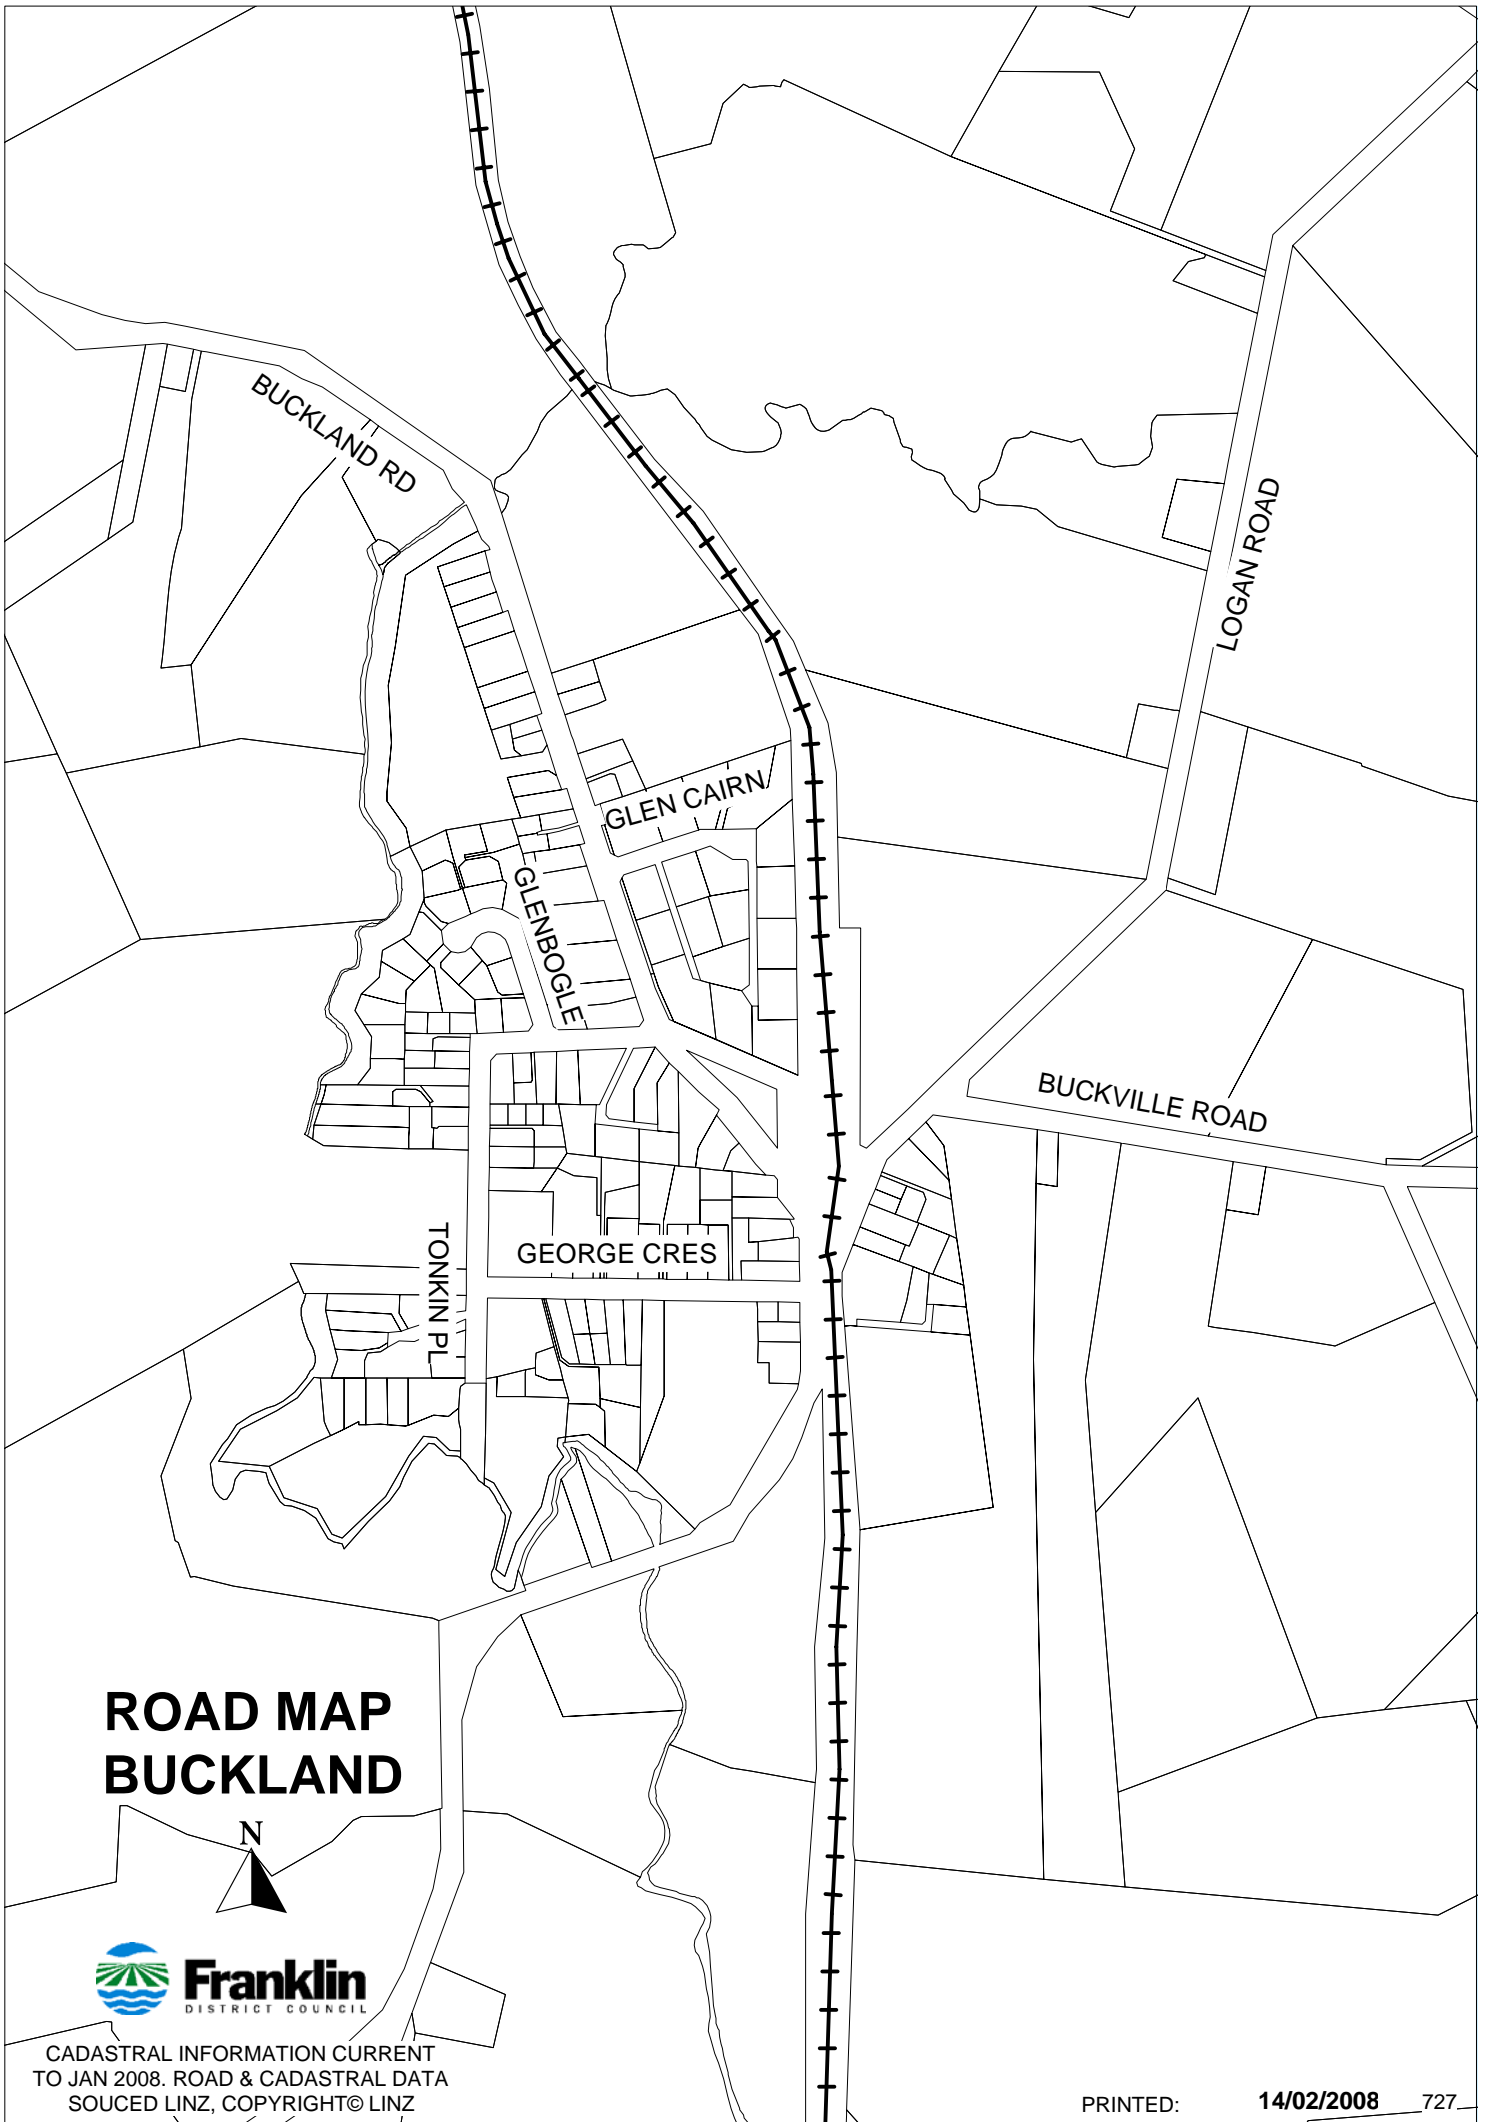 BUCKLAND RD
LOGAN ROAD
GLEN CAIRN
GLENBOGLE
BUCKVILLE ROAD
TONKIN PL
GEORGE CRES
ROAD MAP
BUCKLAND
N
Franklin
DISTRICT COUNCIL
CADASTRAL INFORMATION CURRENT
TO JAN 2008. ROAD & CADASTRAL DATA
SOUCED LINZ, COPYRIGHT© LINZ
PRINTED: 14/02/2008 727